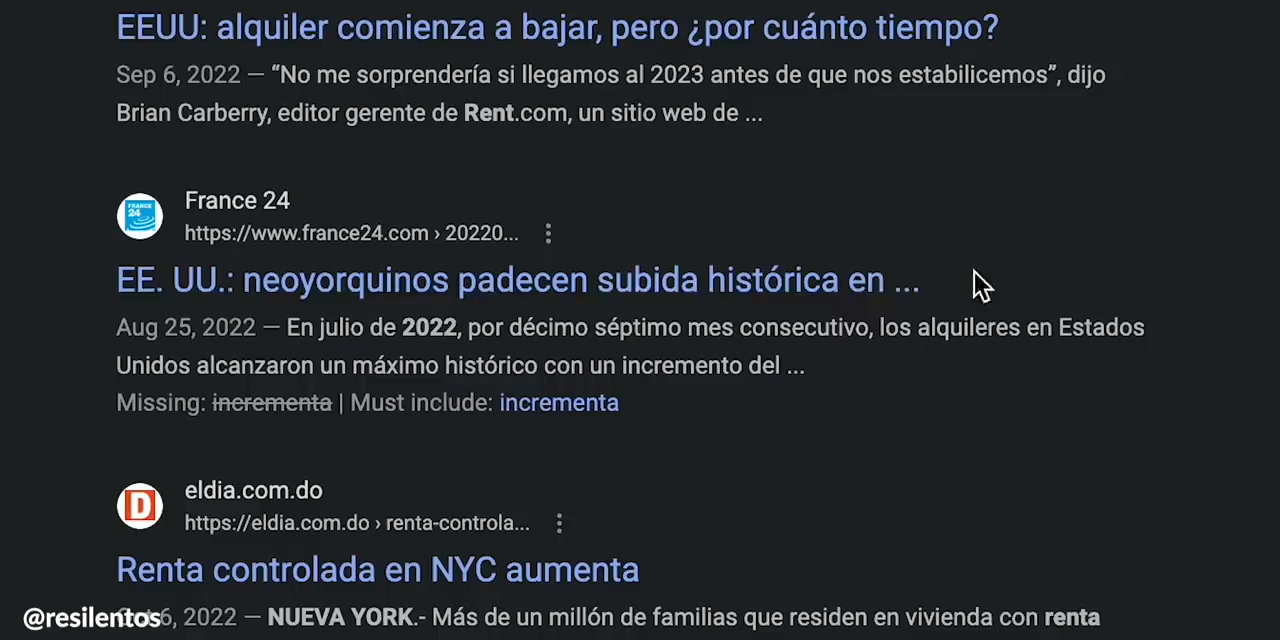 EEUU: alquiler comienza a bajar, pero ¿por cuánto tiempo?
Sep 6, 2022 — “No me sorprendería si llegamos al 2023 antes de que nos estabilicemos”, dijo
Brian Carberry, editor gerente de Rent.com, un sitio web de ...
FRANCE
24
France 24
https://www.france24.com › 20220...
EE. UU.: neoyorquinos padecen subida histórica en ...
Aug 25, 2022 — En julio de 2022, por décimo séptimo mes consecutivo, los alquileres en Estados
Unidos alcanzaron un máximo histórico con un incremento del ...
Missing: incrementa | Must include: incrementa
D
eldia.com.do
https://eldia.com.do › renta-controla...
Renta controlada en NYC aumenta
6, 2022 — NUEVA YORK.- Más de un millón de familias que residen en vivienda con renta
@resilentos